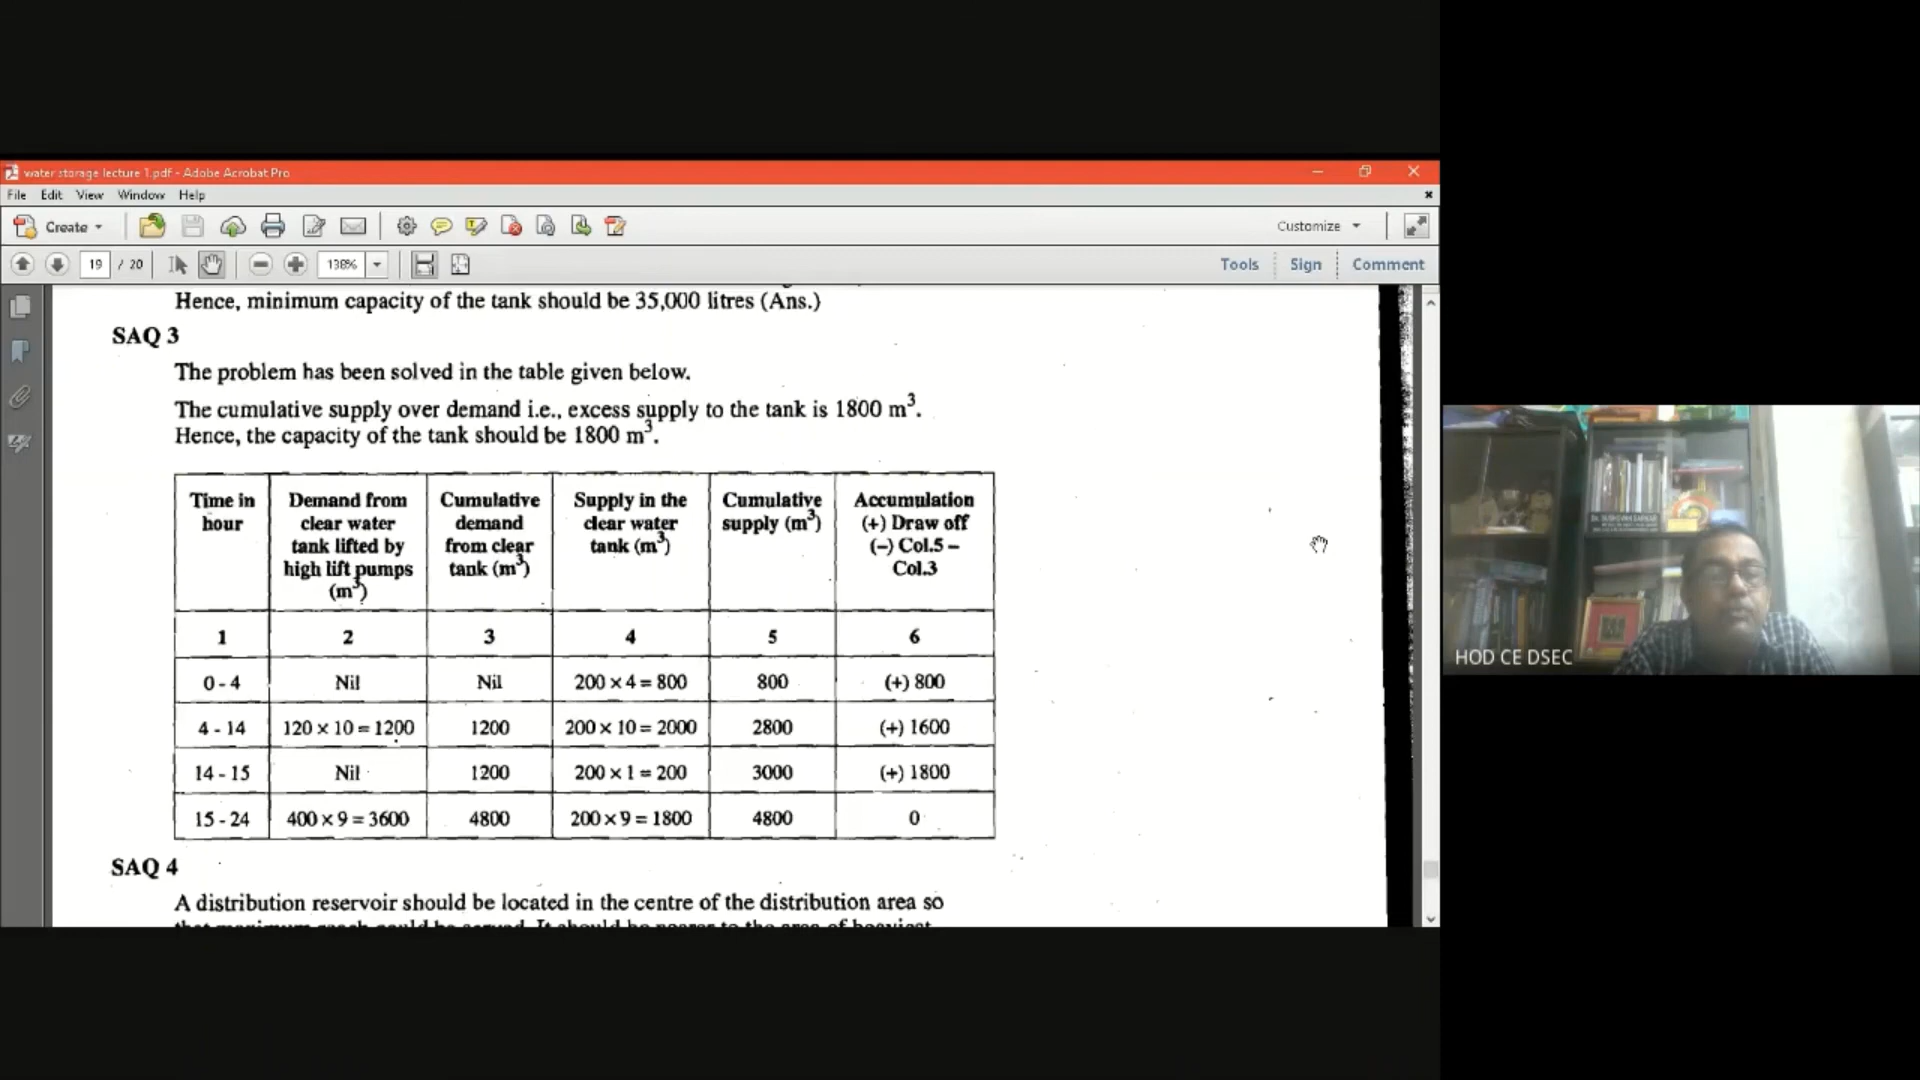 water storage lecture 1.pdf - Adobe Acrobat Pro
File Edit View Window Help
Create
Customize
19 / 20
138%
Tools Sign Comment
Hence, minimum capacity of the tank should be 35,000 litres (Ans.)
SAQ 3
The problem has been solved in the table given below.
The cumulative supply over demand i.e., excess supply to the tank is 1800 m³.
Hence, the capacity of the tank should be 1800 m³.
Time in hour | Demand from clear water tank lifted by high lift pumps (m³) | Cumulative demand from clear tank (m³) | Supply in the clear water tank (m³) | Cumulative supply (m³) | Accumulation (+) Draw off (–) Col.5 – Col.3
1 | 2 | 3 | 4 | 5 | 6
0 - 4 | Nil | Nil | 200 × 4 = 800 | 800 | (+) 800
4 - 14 | 120 × 10 = 1200 | 1200 | 200 × 10 = 2000 | 2800 | (+) 1600
14 - 15 | Nil | 1200 | 200 × 1 = 200 | 3000 | (+) 1800
15 - 24 | 400 × 9 = 3600 | 4800 | 200 × 9 = 1800 | 4800 | 0
SAQ 4
A distribution reservoir should be located in the centre of the distribution area so
HOD CE DSEC